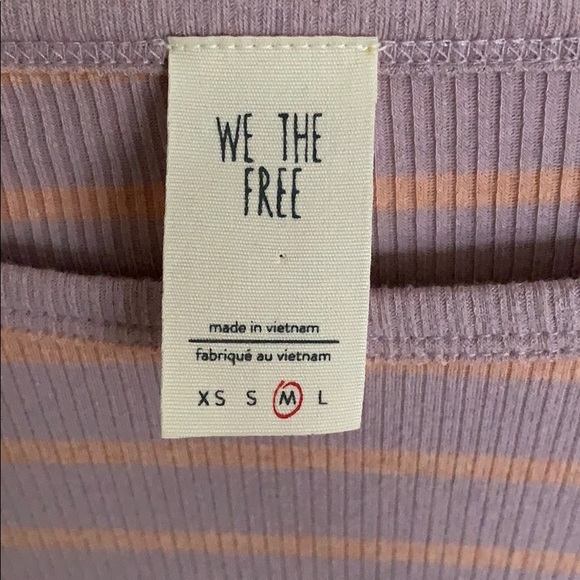 WE THE
FREE
made in vietnam
fabriqué au vietnam
XS S M L